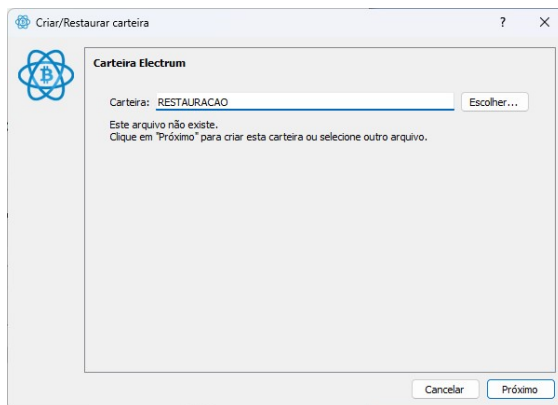 Criar/Restaurar carteira
Carteira Electrum
Carteira: RESTAURACAO Escolher...
Este arquivo não existe.
Clique em "Próximo" para criar esta carteira ou selecione outro arquivo.
Cancelar Próximo